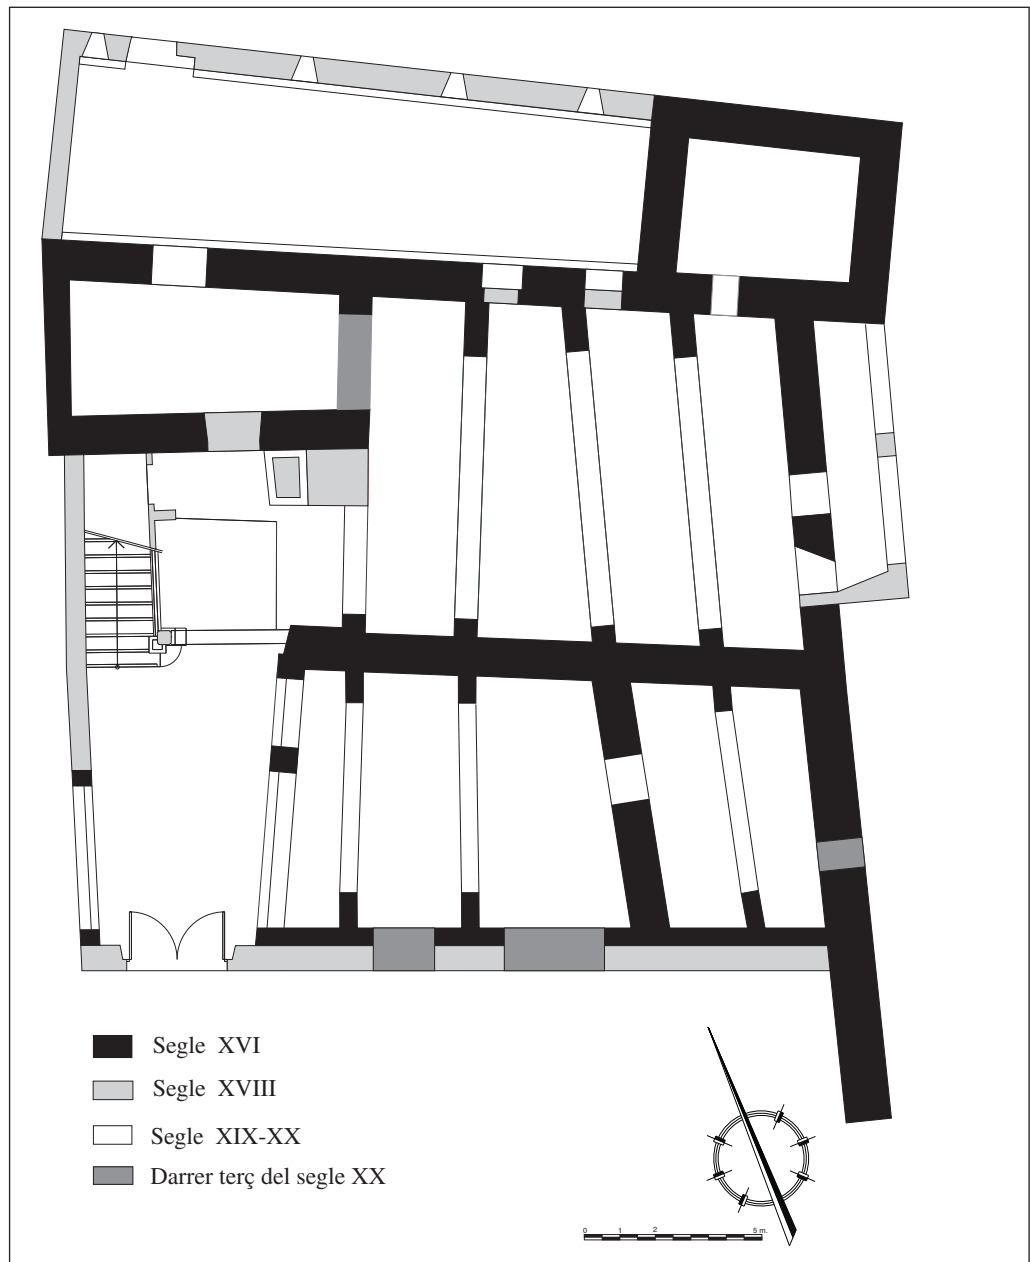 Segle XVI
Segle XVIII
Segle XIX-XX
Darrer terç del segle XX
0 1 2 5 m.